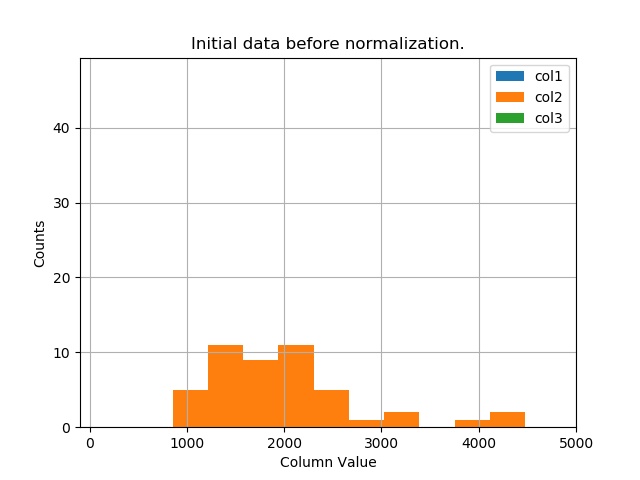 Initial data before normalization.
col1
col2
col3
40
30
20
10
0
Counts
0 1000 2000 3000 4000 5000
Column Value